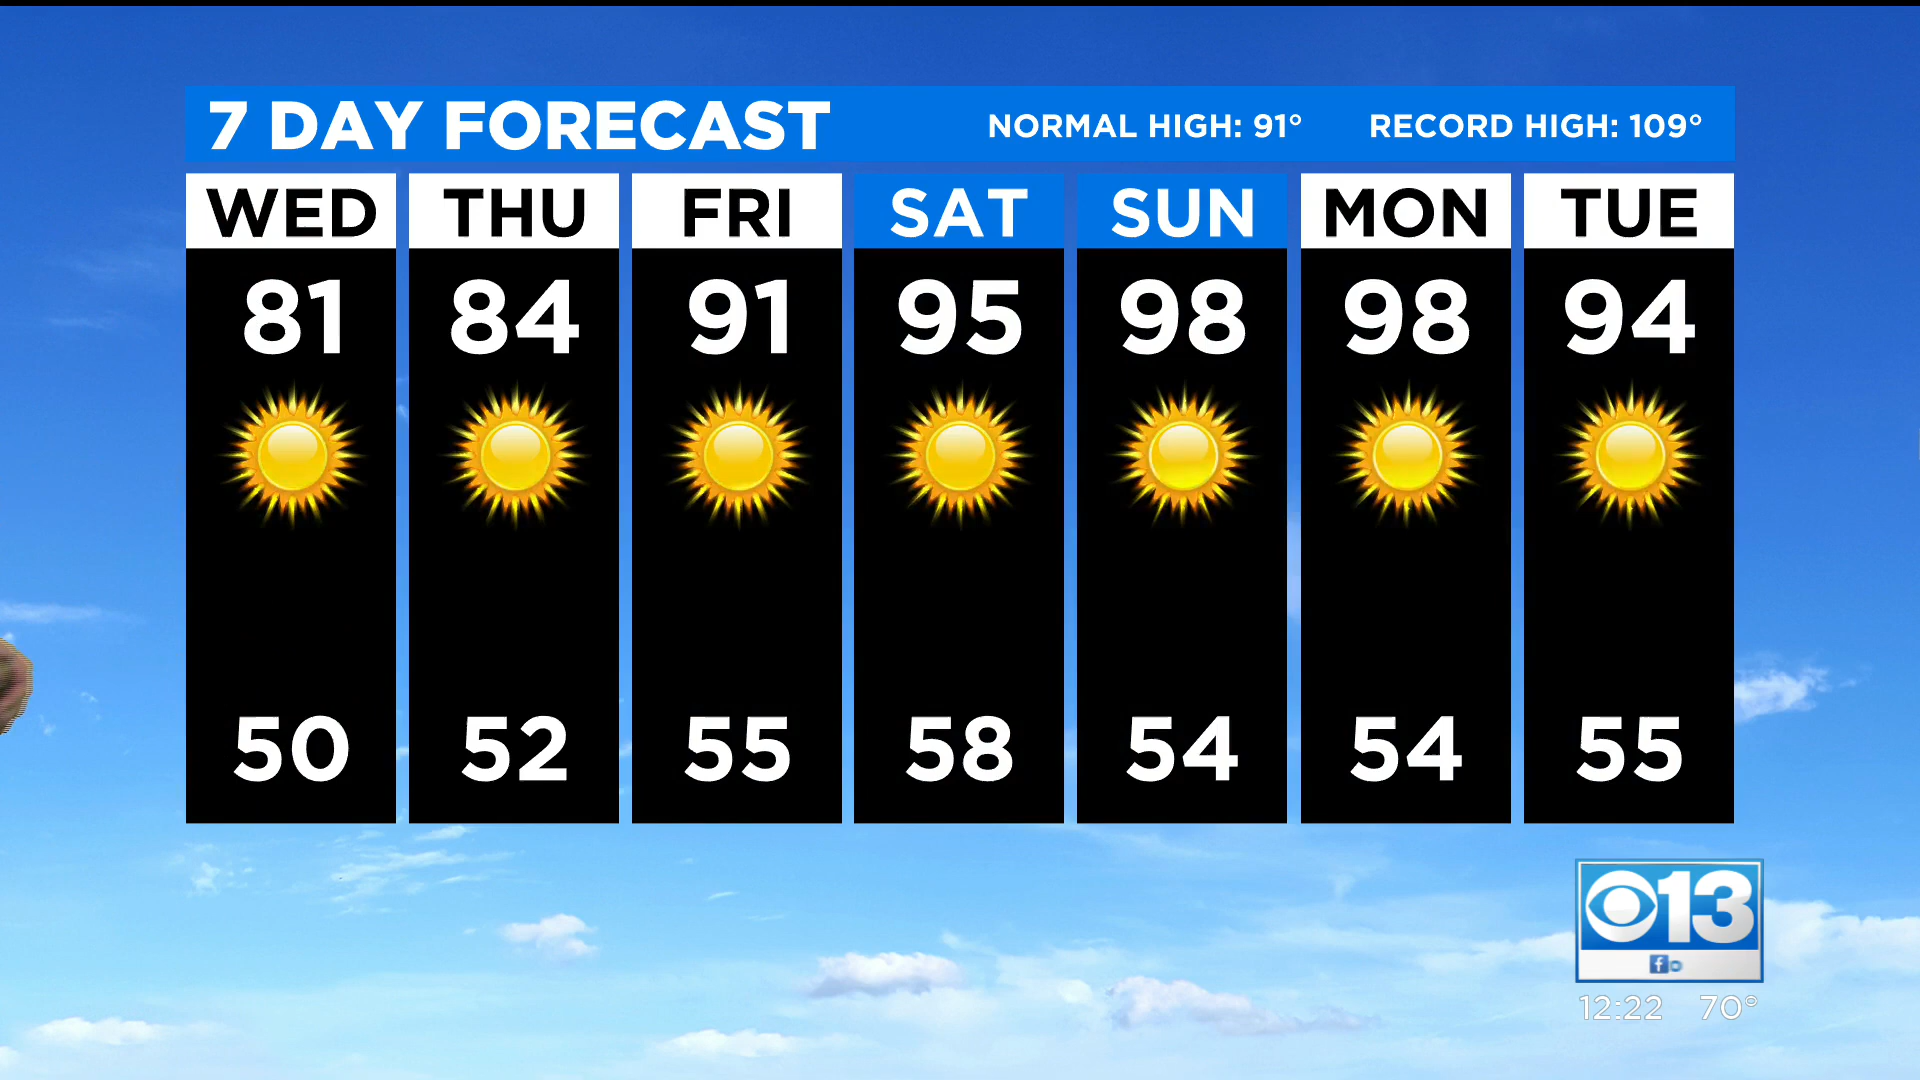 7 DAY FORECAST NORMAL HIGH: 91° RECORD HIGH: 109°
WED THU FRI SAT SUN MON TUE
81 84 91 95 98 98 94
50 52 55 58 54 54 55
13
f
12:22 70°